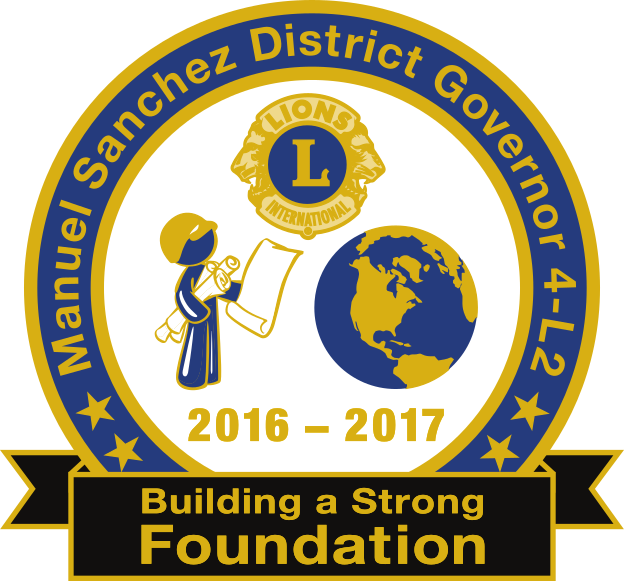 Manuel Sanchez District Governor 4-L2
LIONS
L
INTERNATIONAL
2016 – 2017
Building a Strong
Foundation